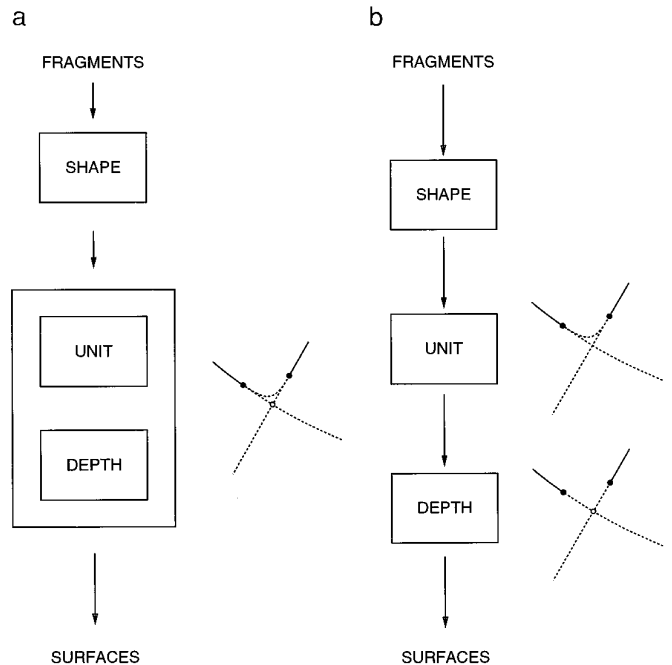 a
FRAGMENTS
SHAPE
UNIT
DEPTH
SURFACES
b
FRAGMENTS
SHAPE
UNIT
DEPTH
SURFACES